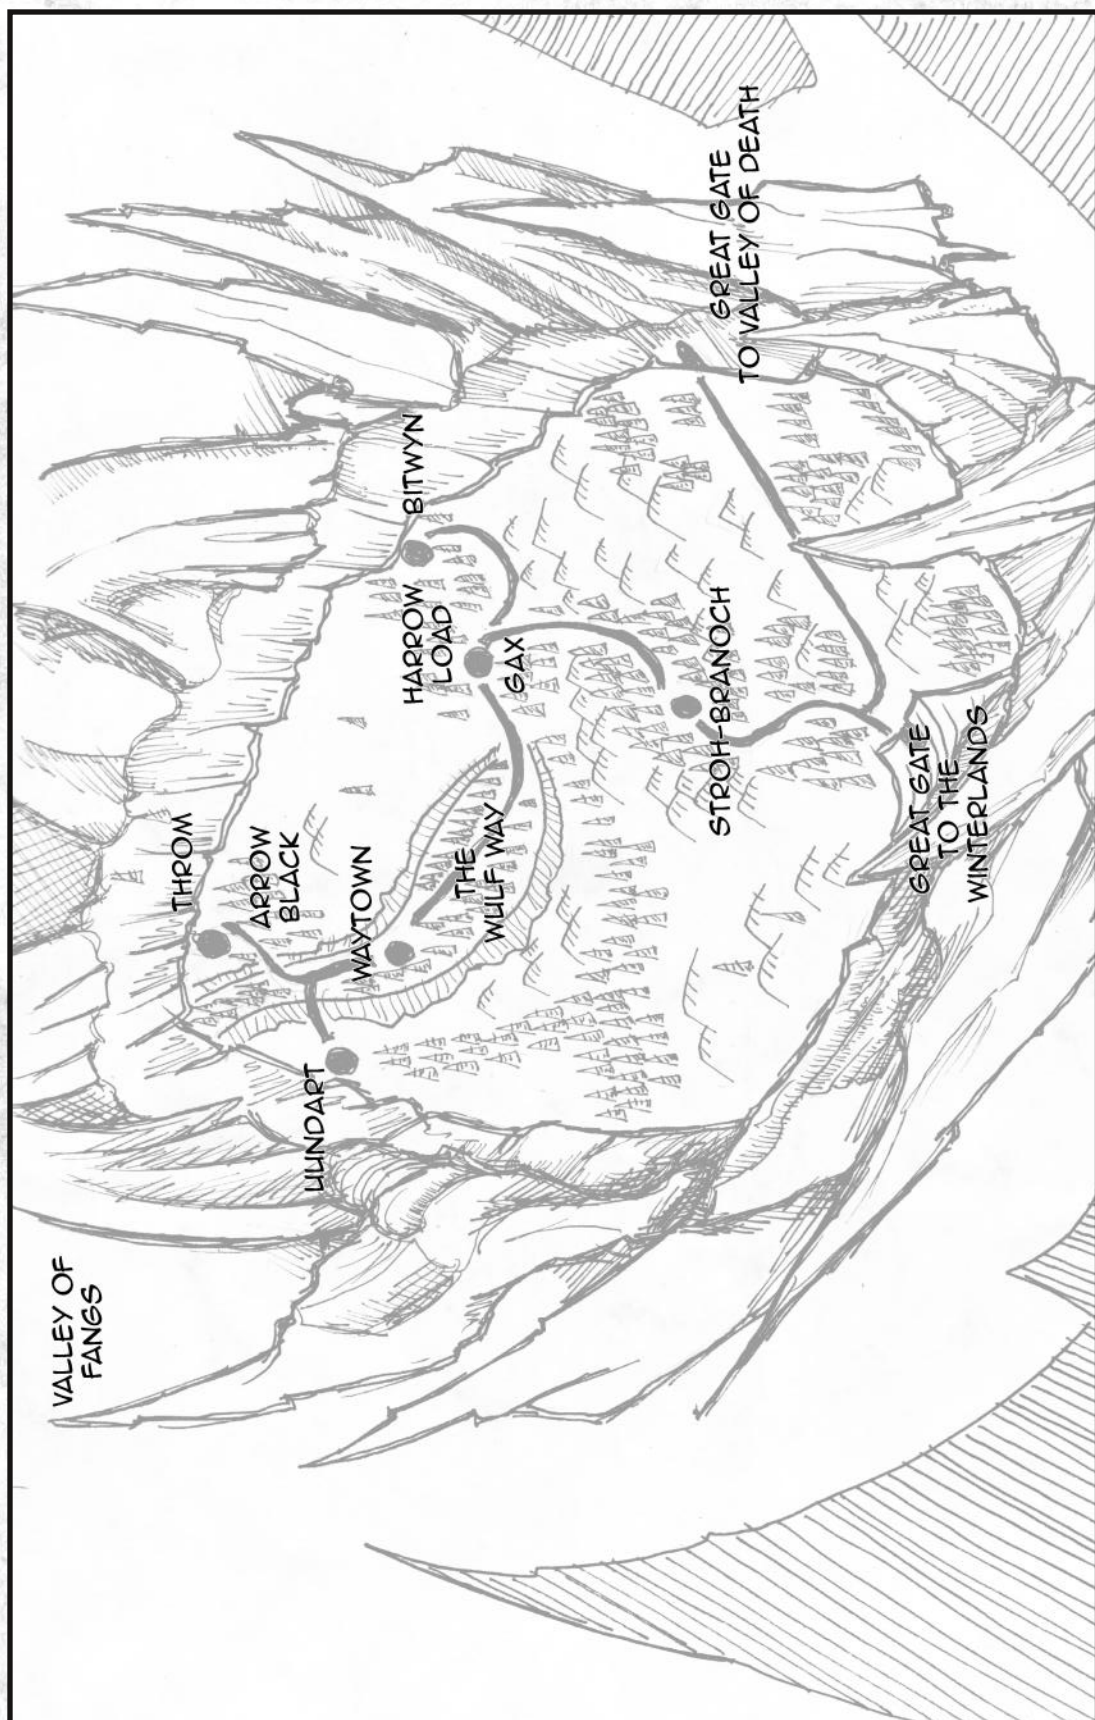 VALLEY OF
FANGS
UUNDART
THROM
ARROW
BLACK
WAYTOWN
THE
WULF WAY
HARROW
LOAD
BITWYN
GAX
STROH-BRANOCH
GREAT GATE
TO THE
WINTERLANDS
GREAT GATE
TO VALLEY OF DEATH